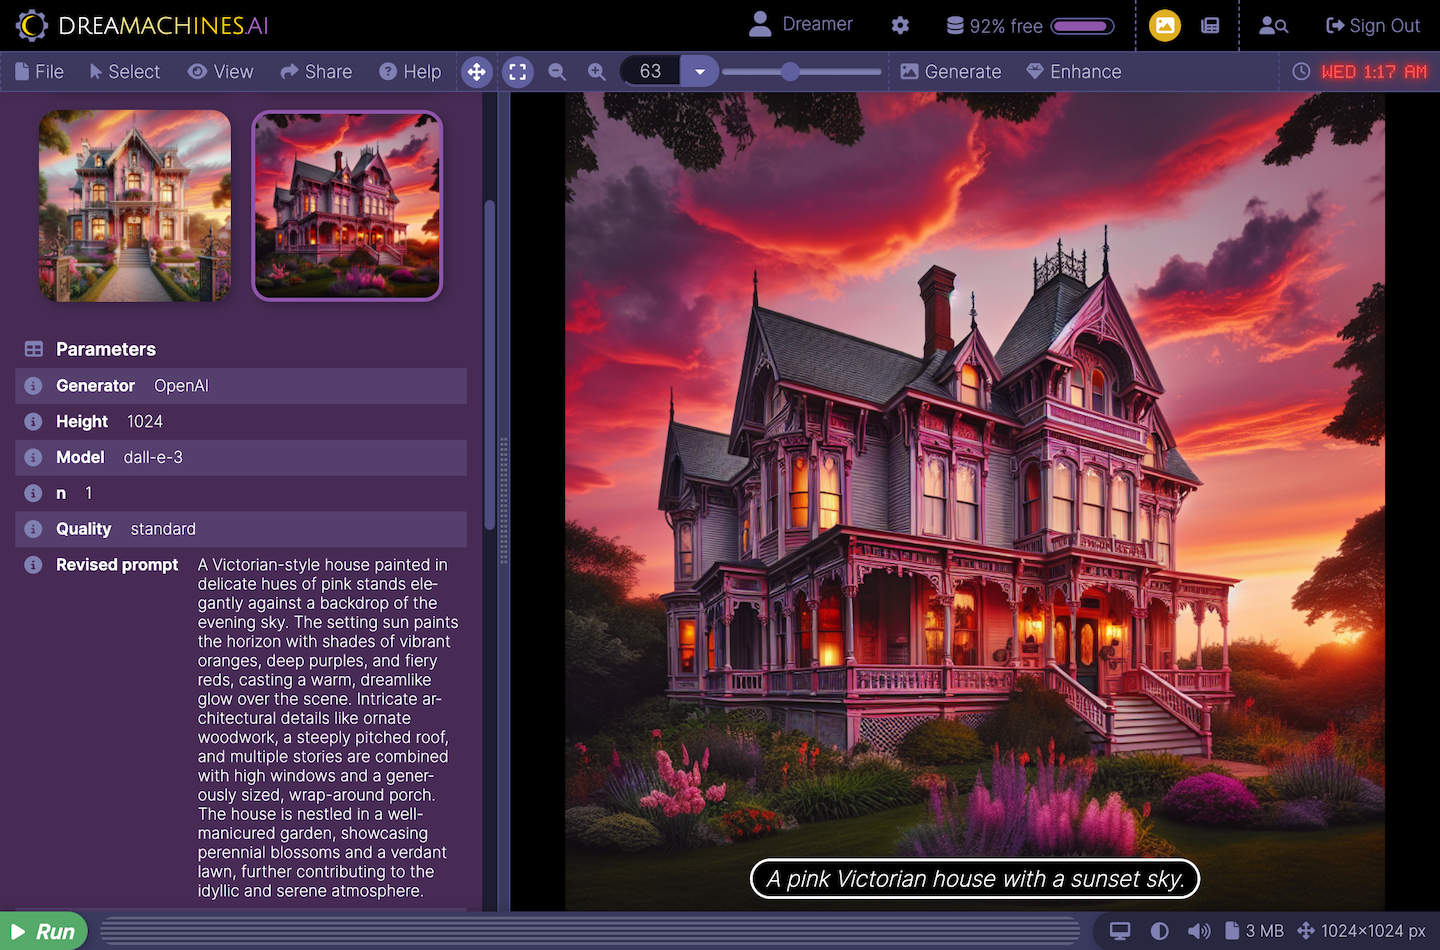 DREAMACHINES.AI
Dreamer
92% free
Sign Out
File
Select
View
Share
Help
63
Generate
Enhance
WED 1:17 AM
Parameters
Generator OpenAI
Height 1024
Model dall-e-3
n 1
Quality standard
Revised prompt A Victorian-style house painted in
delicate hues of pink stands ele-
gantly against a backdrop of the
evening sky. The setting sun paints
the horizon with shades of vibrant
oranges, deep purples, and fiery
reds, casting a warm, dreamlike
glow over the scene. Intricate ar-
chitectural details like ornate
woodwork, a steeply pitched roof,
and multiple stories are combined
with high windows and a gener-
ously sized, wrap-around porch.
The house is nestled in a well-
manicured garden, showcasing
perennial blossoms and a verdant
lawn, further contributing to the
idyllic and serene atmosphere.
A pink Victorian house with a sunset sky.
Run
3 MB
1024×1024 px